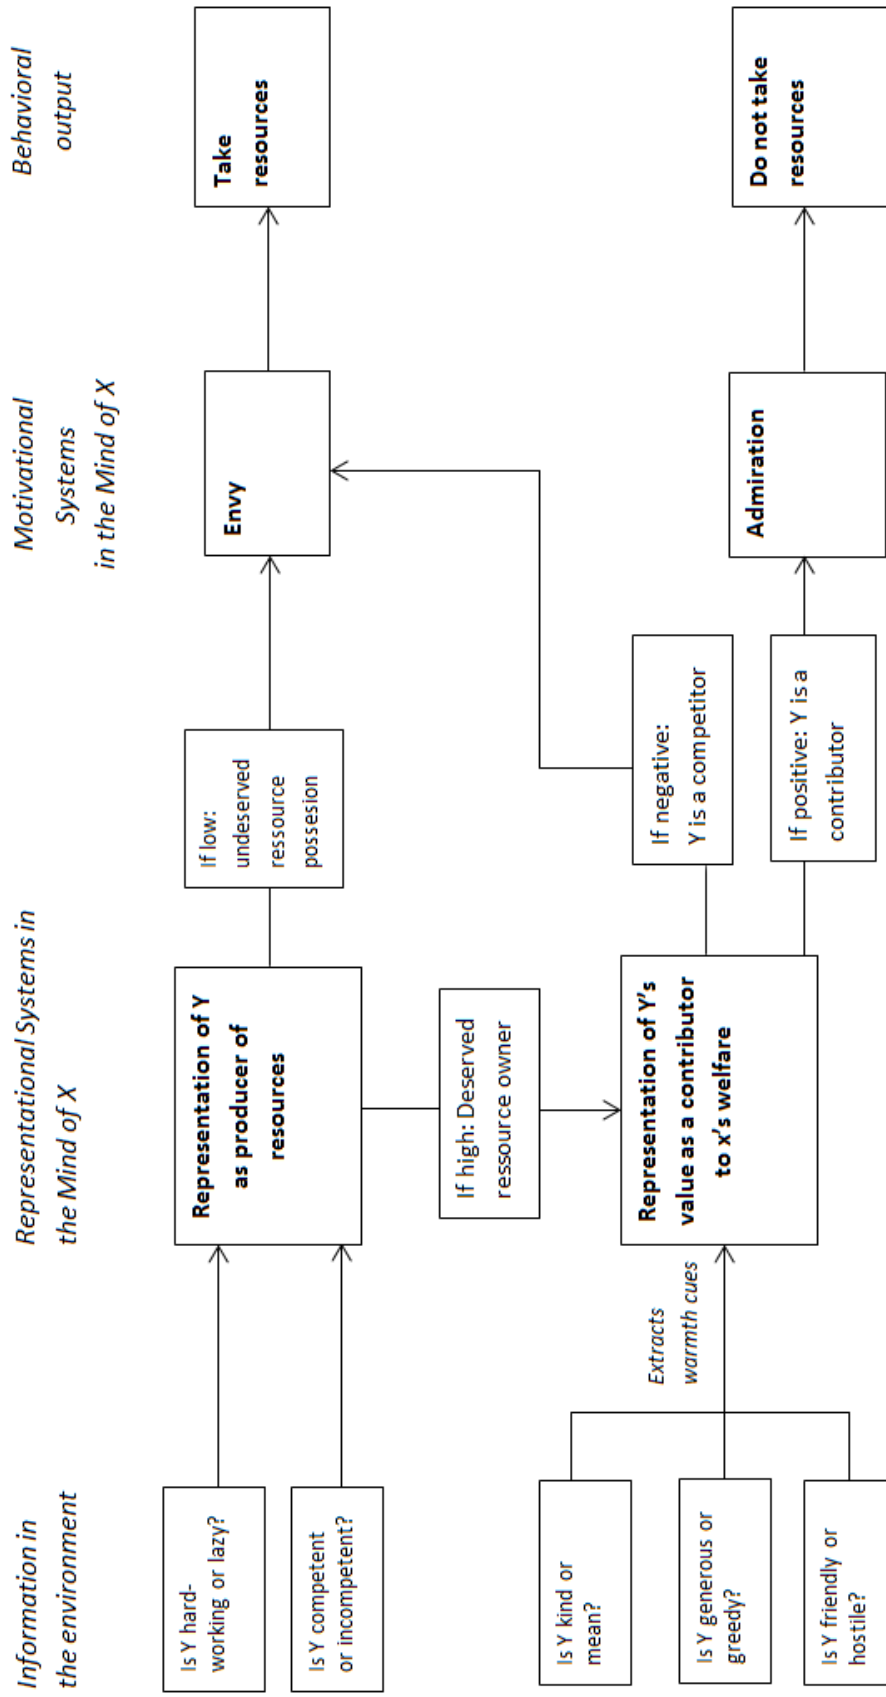 Information in
the environment
Representational Systems in
the Mind of X
Motivational
Systems
in the Mind of X
Behavioral
output
Is Y hard-
working or lazy?
Is Y competent
or incompetent?
Representation of Y
as producer of
resources
If low:
undeserved
ressource
possesion
Envy
Take
resources
If high: Deserved
ressource owner
Is Y kind or
mean?
Is Y generous or
greedy?
Is Y friendly or
hostile?
Extracts
warmth cues
Representation of Y's
value as a contributor
to x's welfare
If negative:
Y is a competitor
If positive: Y is a
contributor
Admiration
Do not take
resources